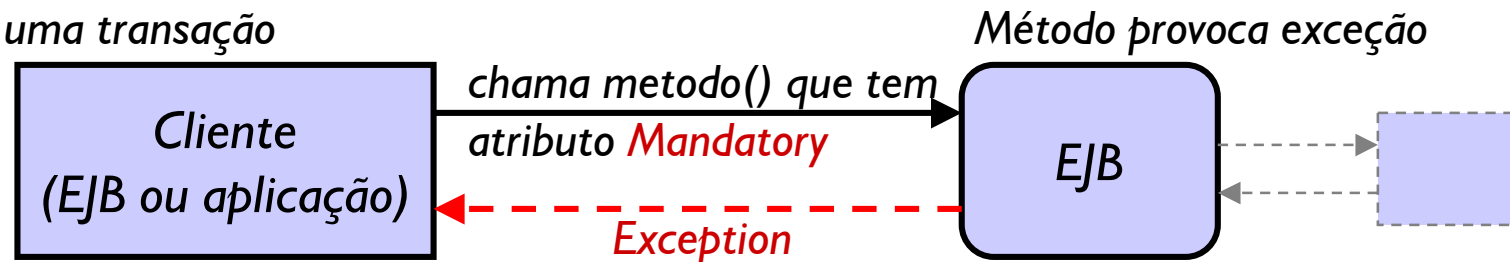 uma transação
Método provoca exceção
chama metodo() que tem
atributo Mandatory
Cliente
(EJB ou aplicação)
EJB
Exception